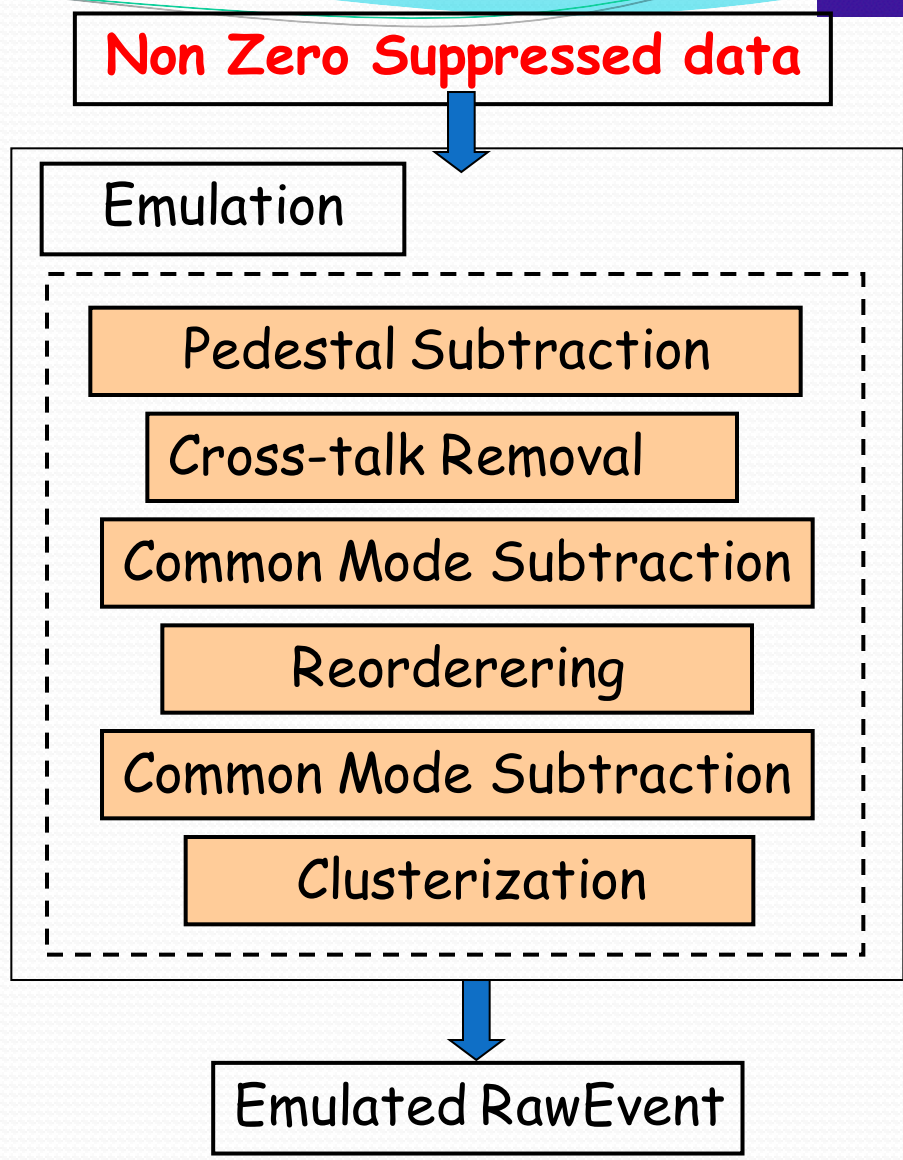 Non Zero Suppressed data
Emulation
Pedestal Subtraction
Cross-talk Removal
Common Mode Subtraction
Reorderering
Common Mode Subtraction
Clusterization
Emulated RawEvent